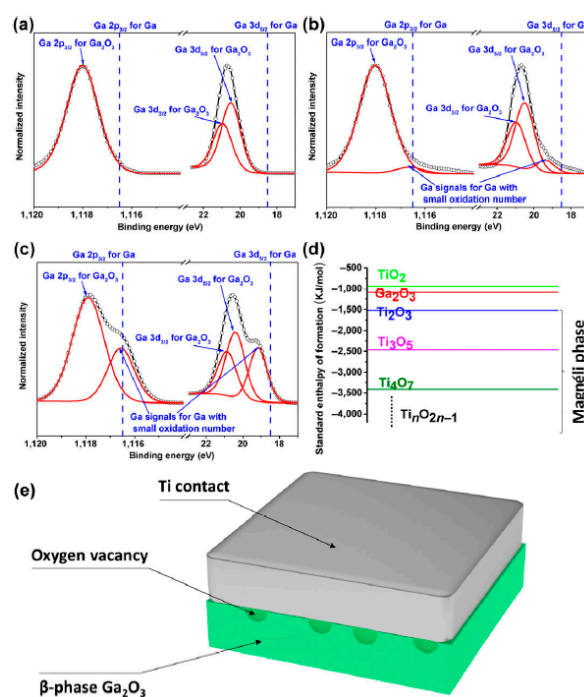 (a)
Ga 2p3/2 for Ga
Ga 3d5/2 for Ga
Ga 2p3/2 for Ga2O3
Ga 3d5/2 for Ga2O3
Ga 3d3/2 for Ga2O3
Normalized intensity
1,120 1,118 1,116 22 20 18
Binding energy (eV)
(b)
Ga 2p3/2 for Ga
Ga 3d5/2 for Ga
Ga 2p3/2 for Ga2O3
Ga 3d5/2 for Ga2O3
Ga 3d3/2 for Ga2O3
Ga signals for Ga with
small oxidation number
Normalized intensity
1,120 1,118 1,116 22 20 18
Binding energy (eV)
(c)
Ga 2p3/2 for Ga
Ga 3d5/2 for Ga
Ga 2p3/2 for Ga2O3
Ga 3d5/2 for Ga2O3
Ga 3d3/2 for Ga2O3
Ga signals for Ga with
small oxidation number
Normalized intensity
1,120 1,118 1,116 22 20 18
Binding energy (eV)
(d)
Standard enthalpy of formation (KJ/mol)
−500
−1,000
−1,500
−2,000
−2,500
−3,000
−3,500
−4,000
TiO2
Ga2O3
Ti2O3
Ti3O5
Ti4O7
TinO2n−1
Magnéli phase
(e)
Ti contact
Oxygen vacancy
β-phase Ga2O3